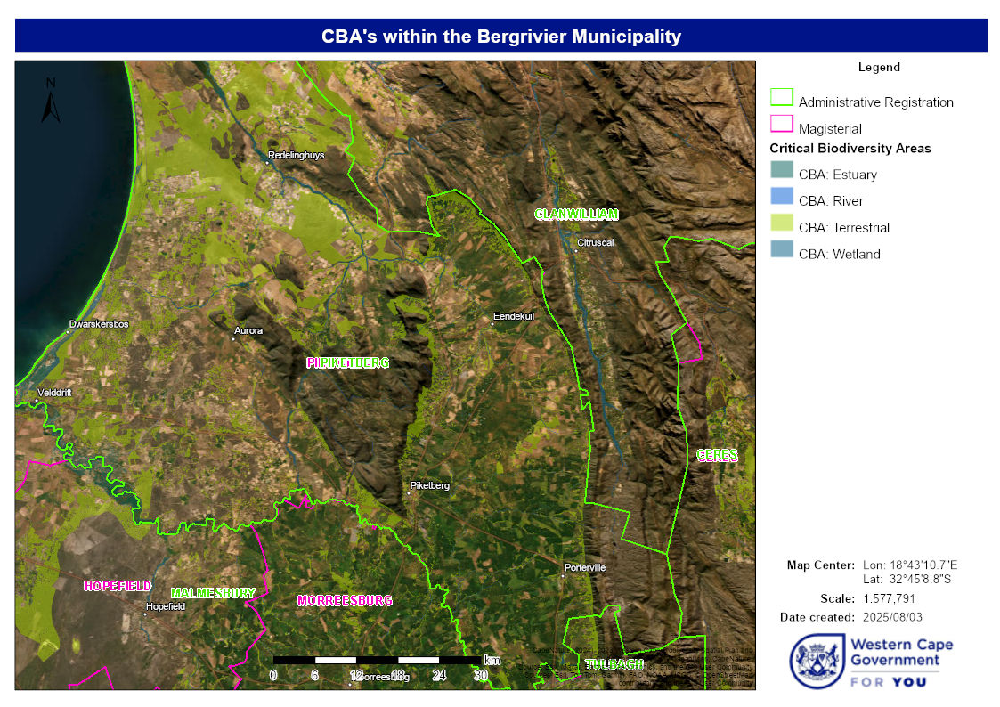 CBA's within the Bergrivier Municipality
N
Redelinghuys
CLANWILLIAM
Citrusdal
Dwarskersbos
Eendekuil
Aurora
PIKETBERG
Velddrift
CERES
Piketberg
Porterville
HOPEFIELD
MALMESBURY
MORREESBURG
Hopefield
TULBAGH
km
0 6 12 18 24 30
Legend
Administrative Registration
Magisterial
Critical Biodiversity Areas
CBA: Estuary
CBA: River
CBA: Terrestrial
CBA: Wetland
Map Center: Lon: 18°43'10.7"E
Lat: 32°45'8.8"S
Scale: 1:577,791
Date created: 2025/08/03
Western Cape
Government
FOR YOU